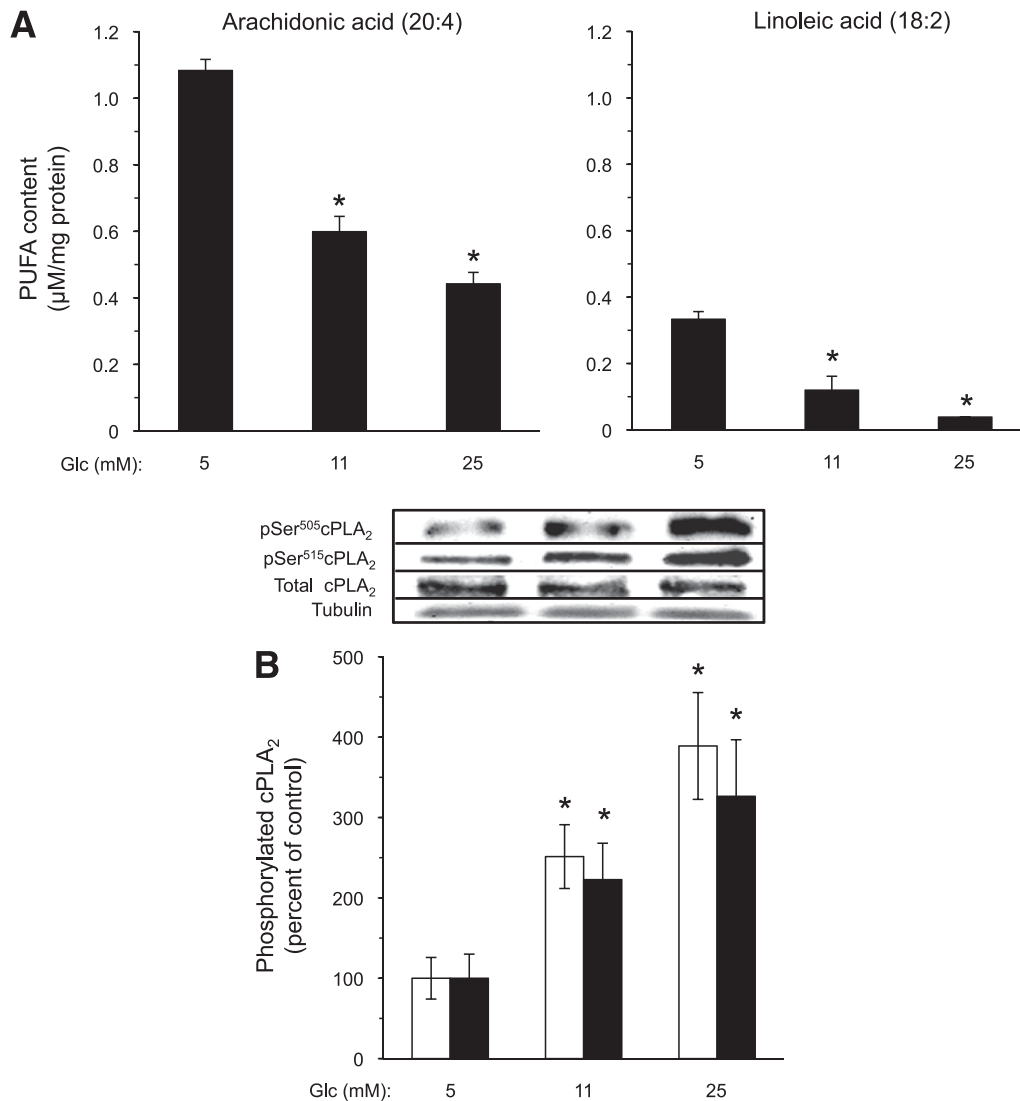 A
Arachidonic acid (20:4)
Linoleic acid (18:2)
PUFA content
(µM/mg protein)
1.2
1.0
0.8
0.6
0.4
0.2
0
*
*
1.2
1.0
0.8
0.6
0.4
0.2
0
*
*
Glc (mM): 5 11 25
5 11 25
pSer⁵⁰⁵cPLA₂
pSer⁵¹⁵cPLA₂
Total cPLA₂
Tubulin
B
Phosphorylated cPLA₂
(percent of control)
500
400
300
200
100
0
* *
* *
Glc (mM): 5 11 25